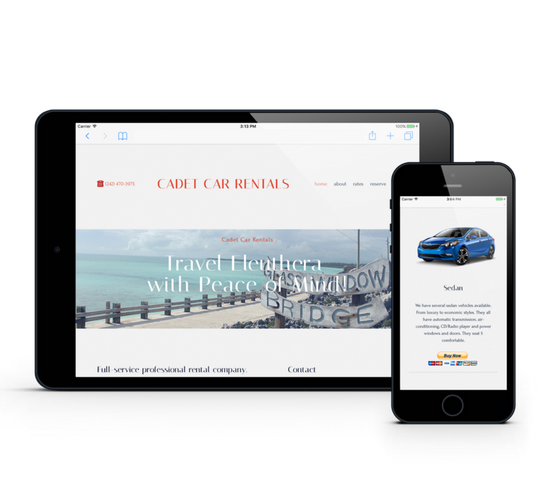 Carrier 3:13 PM 100%
(242) 470-3975 CADET CAR RENTALS home about rates reserve
Cadet Car Rentals
Travel Eleuthera
with Peace of Mind!
GLASS WINDOW
BRIDGE
Full-service professional rental company. Contact
Carrier PM
Sedan
We have several sedan vehicles available.
From luxury to economic styles. They all
have automatic transmission, air-
conditioning, CD/Radio player and power
windows and doors. They seat 5
comfortable.
Buy Now